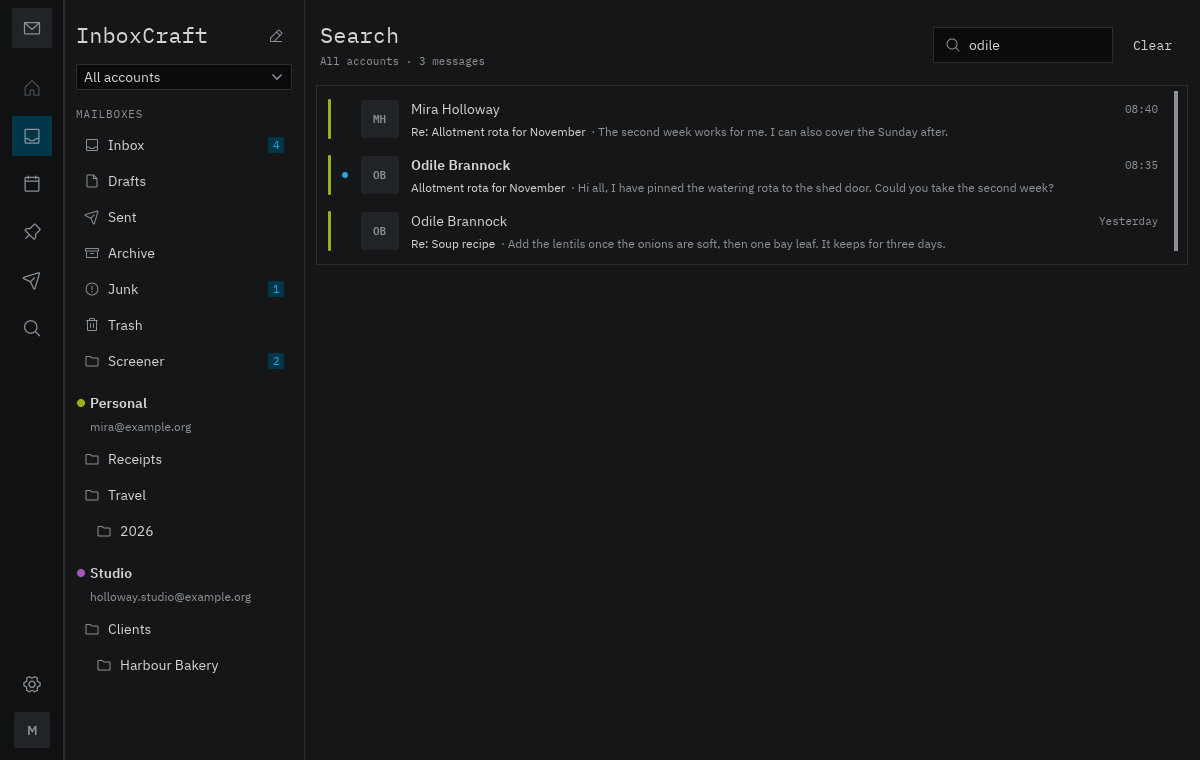 InboxCraft
All accounts
MAILBOXES
Inbox 4
Drafts
Sent
Archive
Junk 1
Trash
Screener 2
Personal
mira@example.org
Receipts
Travel
2026
Studio
holloway.studio@example.org
Clients
Harbour Bakery
M
Search
All accounts · 3 messages
odile
Clear
MH Mira Holloway 08:40
Re: Allotment rota for November · The second week works for me. I can also cover the Sunday after.
OB Odile Brannock 08:35
Allotment rota for November · Hi all, I have pinned the watering rota to the shed door. Could you take the second week?
OB Odile Brannock Yesterday
Re: Soup recipe · Add the lentils once the onions are soft, then one bay leaf. It keeps for three days.